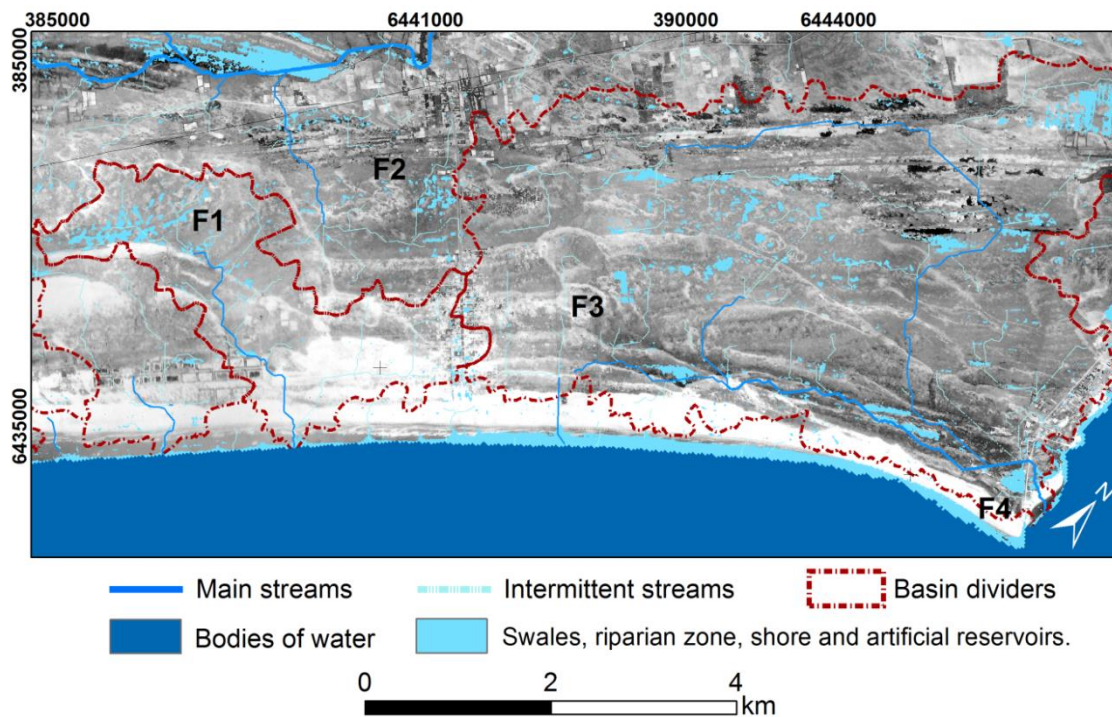 385000 6441000 390000 6444000
385000
F2
F1
F3
6435000
F4
N
Main streams Intermittent streams Basin dividers
Bodies of water Swales, riparian zone, shore and artificial reservoirs.
0 2 4
km